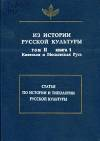 ИЗ ИСТОРИИ
РУССКОЙ КУЛЬТУРЫ
ТОМ II КНИГА 1
Киевская и Московская Русь
СТАТЬИ
ПО ИСТОРИИ И ТИПОЛОГИИ
РУССКОЙ КУЛЬТУРЫ